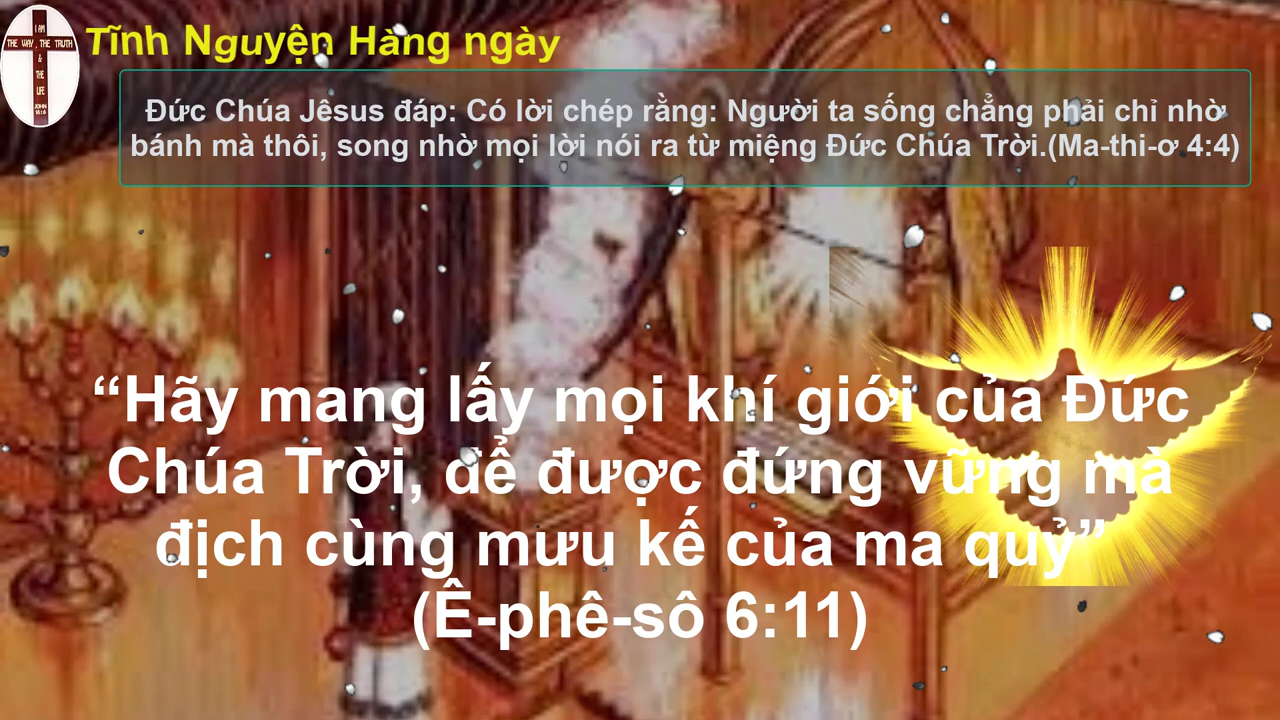 I AM
THE WAY, THE TRUTH
&
THE
LIFE
JOHN
Tĩnh Nguyện Hàng ngày
Đức Chúa Jêsus đáp: Có lời chép rằng: Người ta sống chẳng phải chỉ nhờ
bánh mà thôi, song nhờ mọi lời nói ra từ miệng Đức Chúa Trời.(Ma-thi-ơ 4:4)
“Hãy mang lấy mọi khí giới của Đức
Chúa Trời, để được đứng vững mà
địch cùng mưu kế của ma quỷ”
(Ê-phê-sô 6:11)